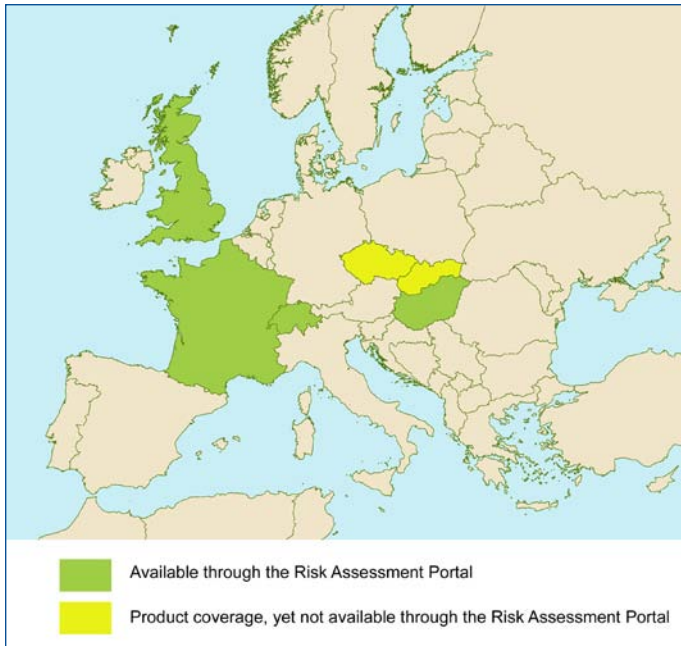 Available through the Risk Assessment Portal
Product coverage, yet not available through the Risk Assessment Portal